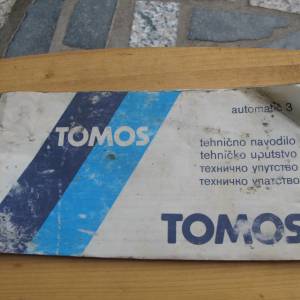 automatic 3
TOMOS
tehnično navodilo
tehničko uputstvo
техничко упутство
техничко упатство
TOMOS